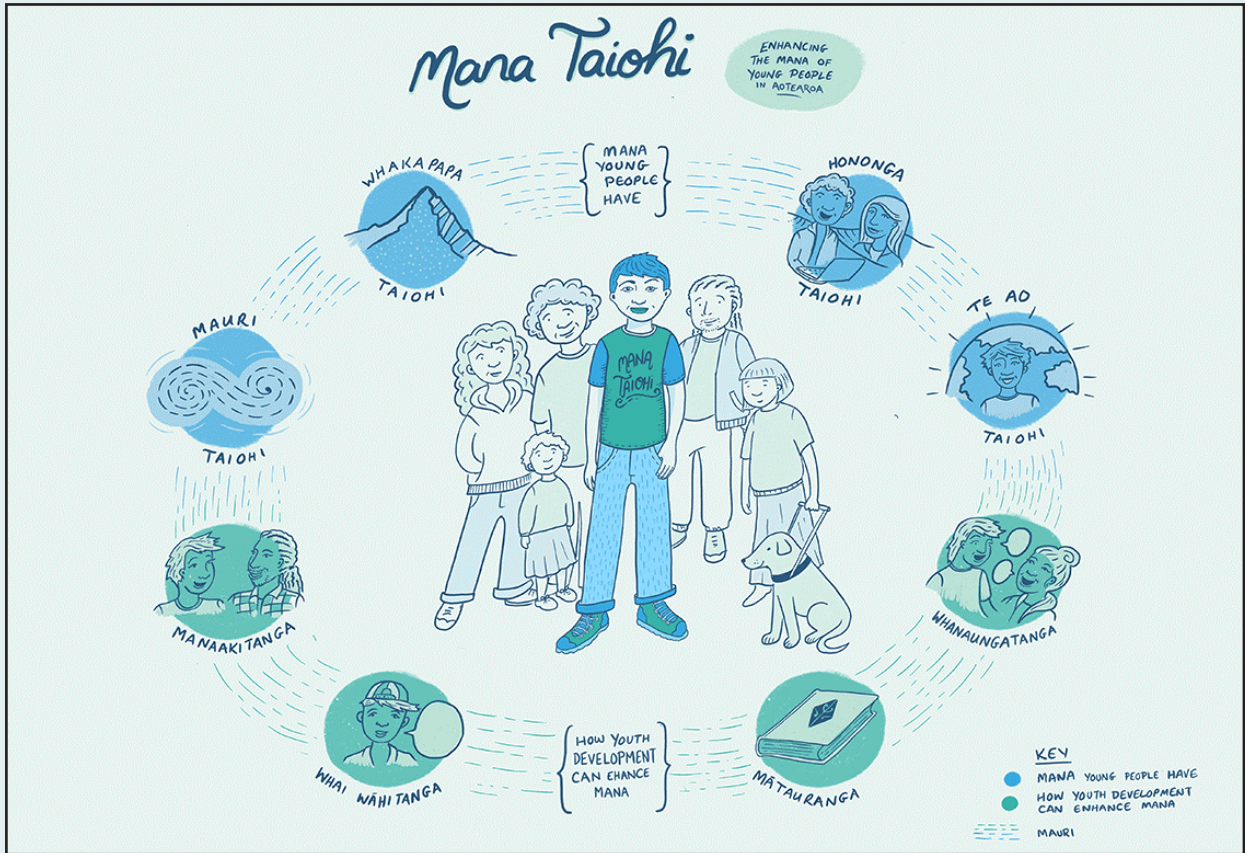 Mana Taiohi
ENHANCING
THE MANA OF
YOUNG PEOPLE
IN AOTEAROA
MANA
YOUNG
PEOPLE
HAVE
WHAKAPAPA
TAIOHI
HONONGA
TAIOHI
MAURI
TAIOHI
TE AO
TAIOHI
MANA
TAIOHI
MANAAKITANGA
WHANAUNGATANGA
WHAI WĀHITANGA
HOW YOUTH
DEVELOPMENT
CAN EHANCE
MANA
MĀTAURANGA
KEY
MANA YOUNG PEOPLE HAVE
HOW YOUTH DEVELOPMENT
CAN ENHANCE MANA
MAURI